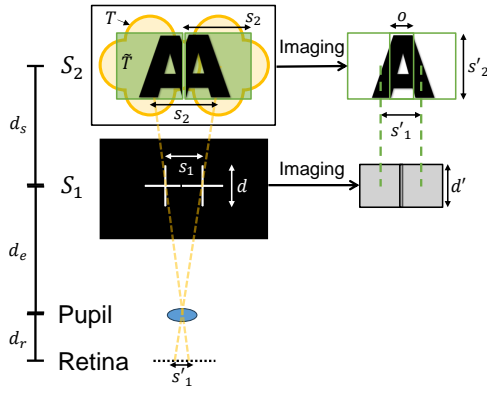 T
s₂
o
Imaging
AA
A
S₂
T̃
s′₂
s₂
s′₁
dₛ
s₁
Imaging
S₁
d
d′
dₑ
Pupil
dᵣ
Retina
s′₁